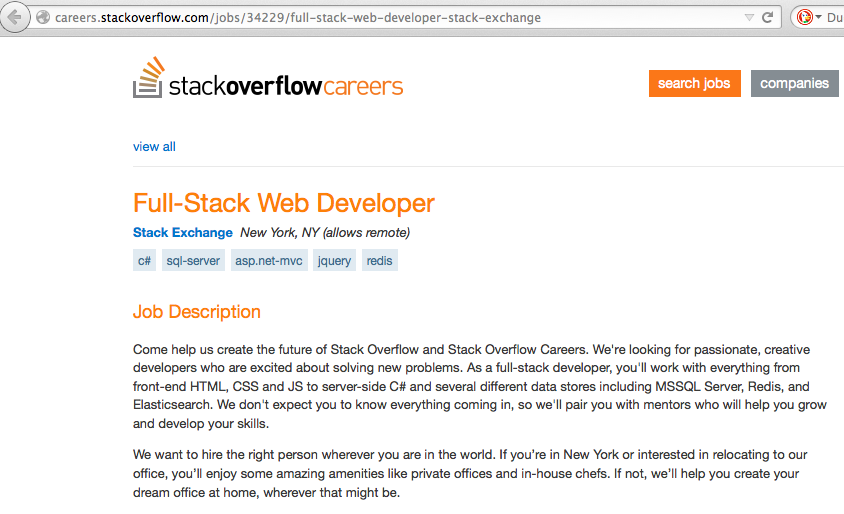 careers.stackoverflow.com/jobs/34229/full-stack-web-developer-stack-exchange
Du
stackoverflowcareers
search jobs
companies
view all
Full-Stack Web Developer
Stack Exchange New York, NY (allows remote)
c# sql-server asp.net-mvc jquery redis
Job Description
Come help us create the future of Stack Overflow and Stack Overflow Careers. We're looking for passionate, creative
developers who are excited about solving new problems. As a full-stack developer, you'll work with everything from
front-end HTML, CSS and JS to server-side C# and several different data stores including MSSQL Server, Redis, and
Elasticsearch. We don't expect you to know everything coming in, so we'll pair you with mentors who will help you grow
and develop your skills.
We want to hire the right person wherever you are in the world. If you're in New York or interested in relocating to our
office, you'll enjoy some amazing amenities like private offices and in-house chefs. If not, we'll help you create your
dream office at home, wherever that might be.